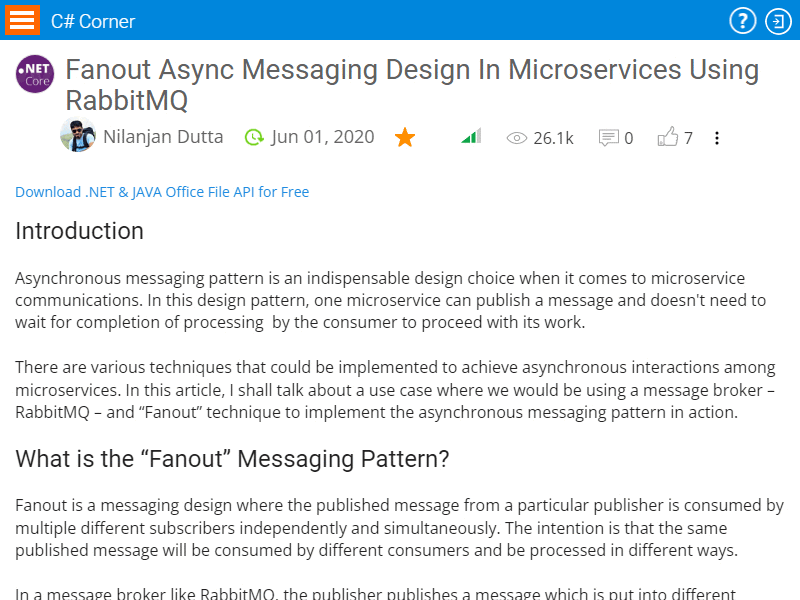 C# Corner
?
.NET
Core
Fanout Async Messaging Design In Microservices Using
RabbitMQ
Nilanjan Dutta
Jun 01, 2020
26.1k
0
7
Download .NET & JAVA Office File API for Free
Introduction
Asynchronous messaging pattern is an indispensable design choice when it comes to microservice
communications. In this design pattern, one microservice can publish a message and doesn't need to
wait for completion of processing  by the consumer to proceed with its work.
There are various techniques that could be implemented to achieve asynchronous interactions among
microservices. In this article, I shall talk about a use case where we would be using a message broker –
RabbitMQ – and “Fanout” technique to implement the asynchronous messaging pattern in action.
What is the “Fanout” Messaging Pattern?
Fanout is a messaging design where the published message from a particular publisher is consumed by
multiple different subscribers independently and simultaneously. The intention is that the same
published message will be consumed by different consumers and be processed in different ways.
In a message broker like RabbitMQ, the publisher publishes a message which is put into different